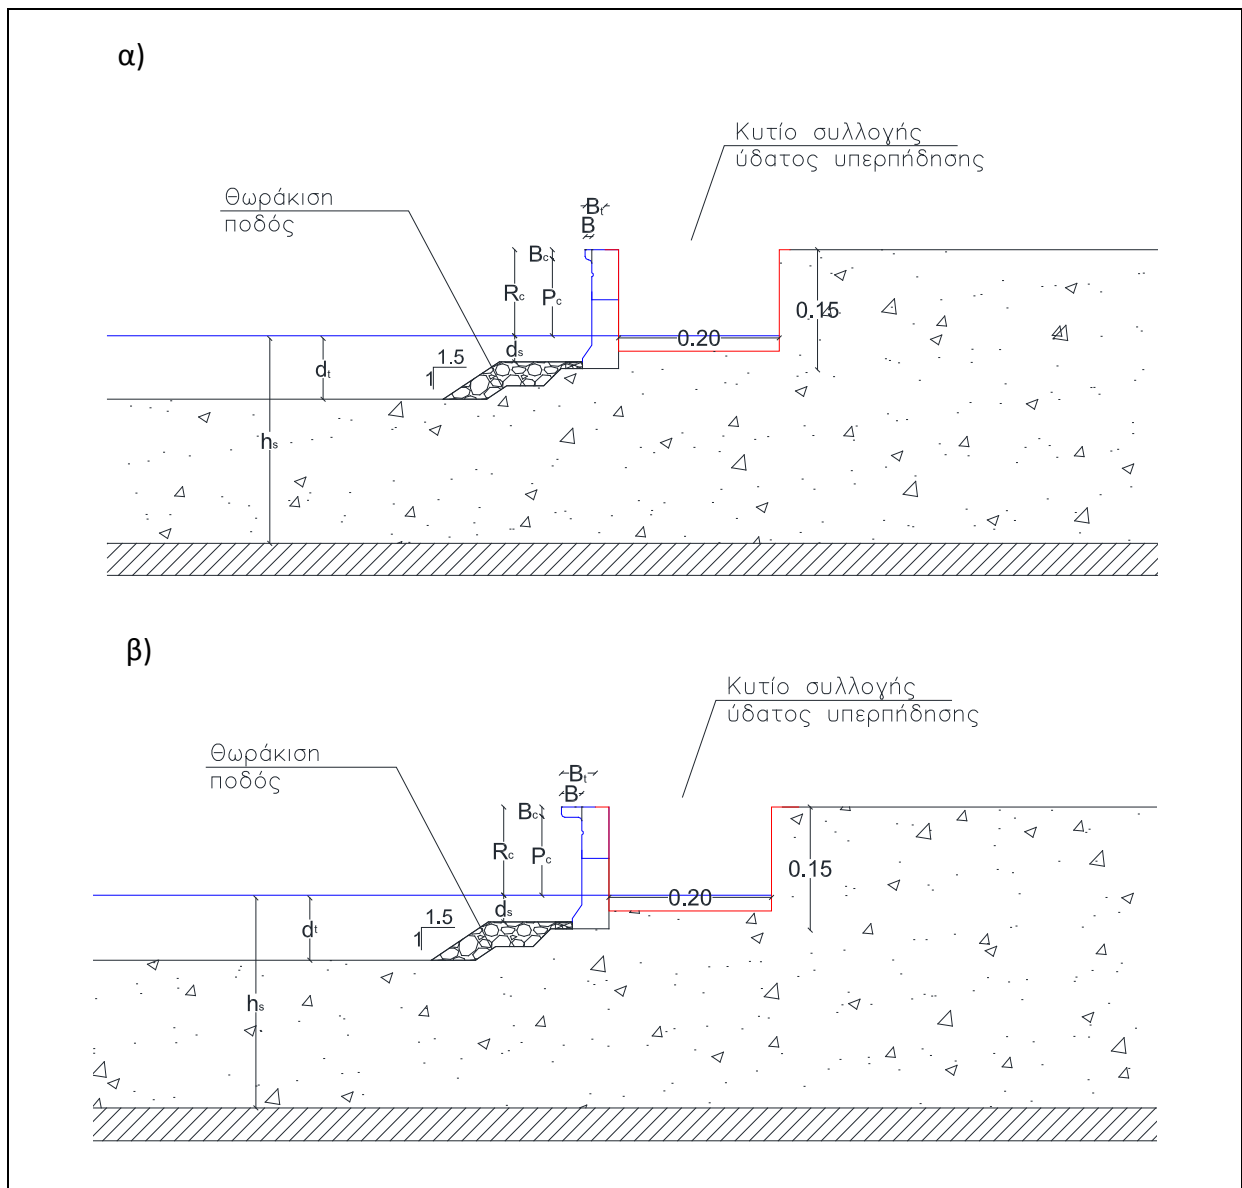 α)
Κυτίο συλλογής
ύδατος υπερπήδησης
Θωράκιση
ποδός
Bt
B
Bc
Rc
Pc
0.15
0.20
ds
1.5
1
dt
hs
β)
Κυτίο συλλογής
ύδατος υπερπήδησης
Θωράκιση
ποδός
Bt
B
Bc
Rc
Pc
0.15
0.20
ds
1.5
1
dt
hs